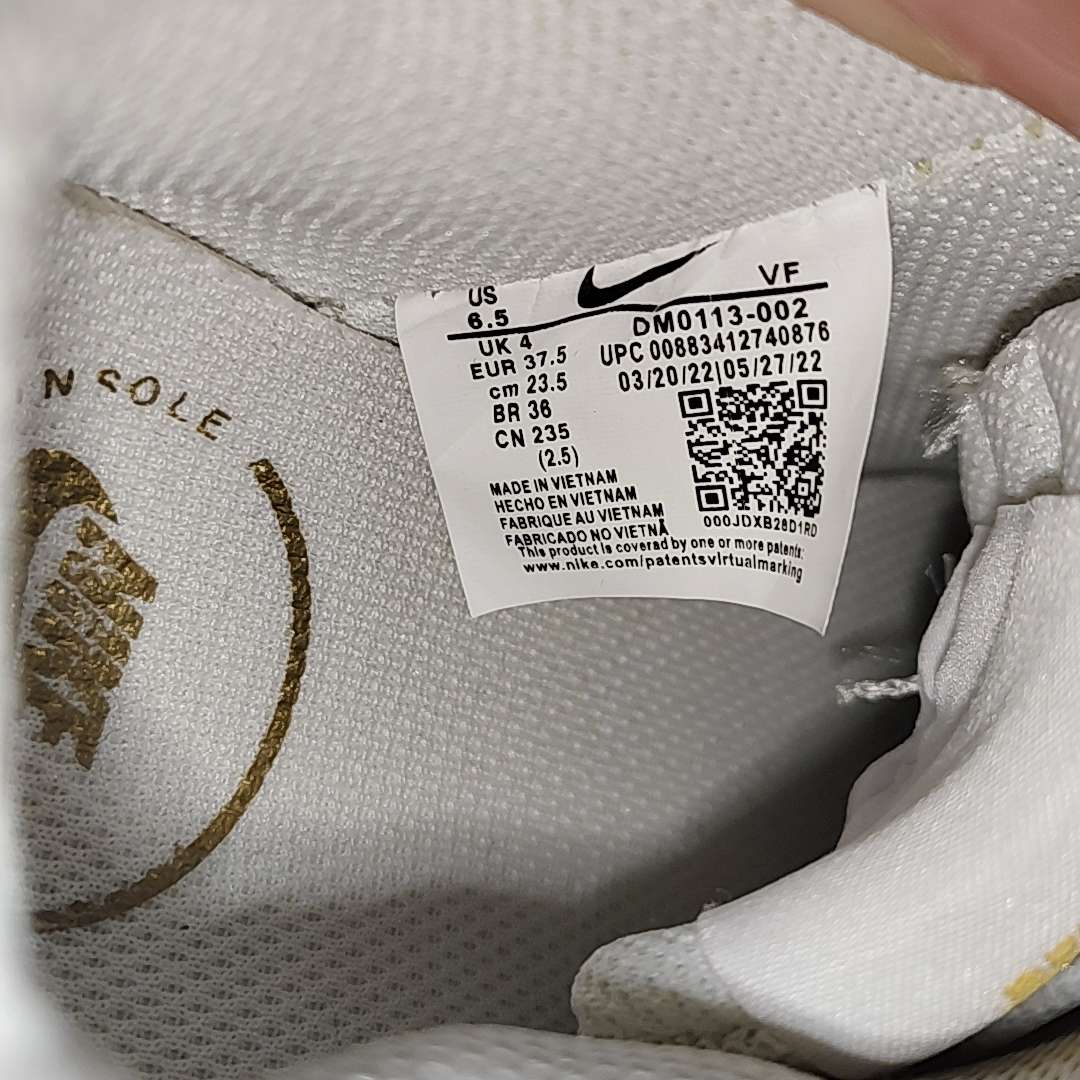 US VF
6.5 DM0113-002
UK 4 UPC 00883412740876
EUR 37.5 03/20/22|05/27/22
cm 23.5
BR 36
CN 235
(2.5)
MADE IN VIETNAM
HECHO EN VIETNAM
FABRIQUE AU VIETNAM
FABRICADO NO VIETNÃ
000JDXB28D1RD
This product is covered by one or more patents:
www.nike.com/patentsvirtualmarking
N SOLE